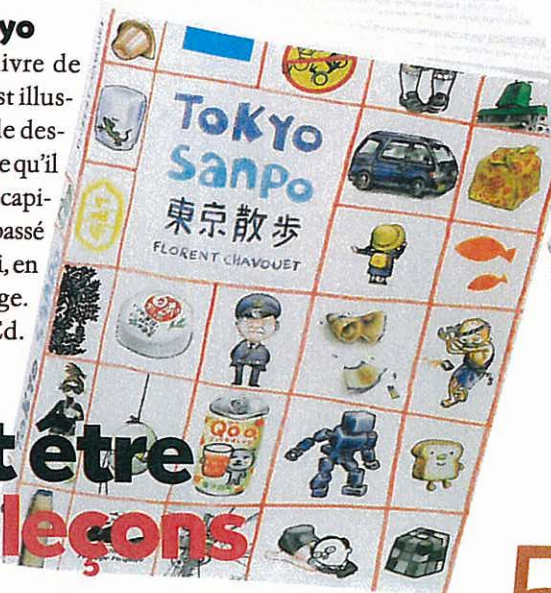 yo
ivre de
st illus-
le des-
e qu'il
capi-
passé
i, en
ge.
Ed.
t être
leçons
ToKYo
SanPo
東京散歩
FLORENT CHAVOUET
Qoo